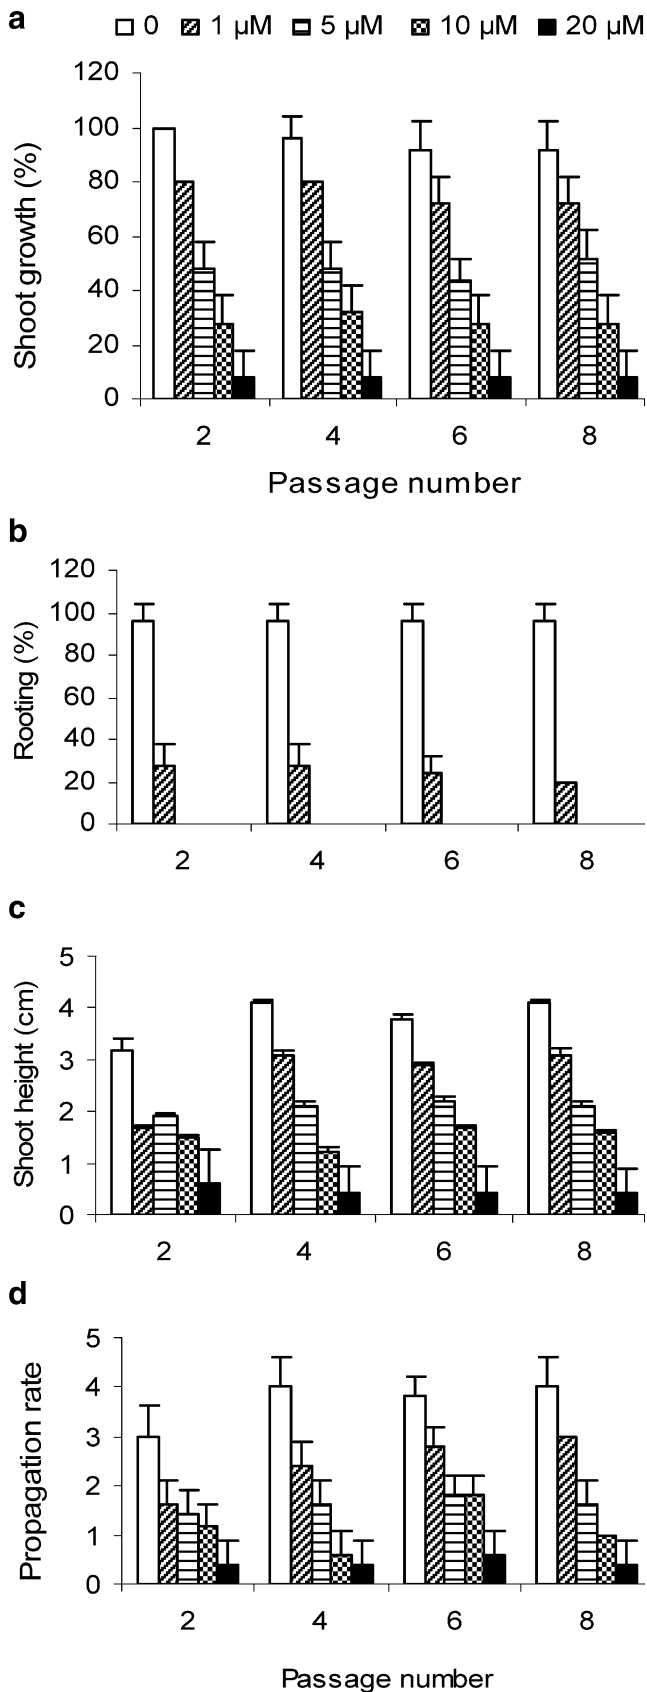 a
0 1 µM 5 µM 10 µM 20 µM
120
100
80
60
40
20
0
Shoot growth (%)
2 4 6 8
Passage number
b
120
100
80
60
40
20
0
Rooting (%)
2 4 6 8
c
5
4
3
2
1
0
Shoot height (cm)
2 4 6 8
d
5
4
3
2
1
0
Propagation rate
2 4 6 8
Passage number